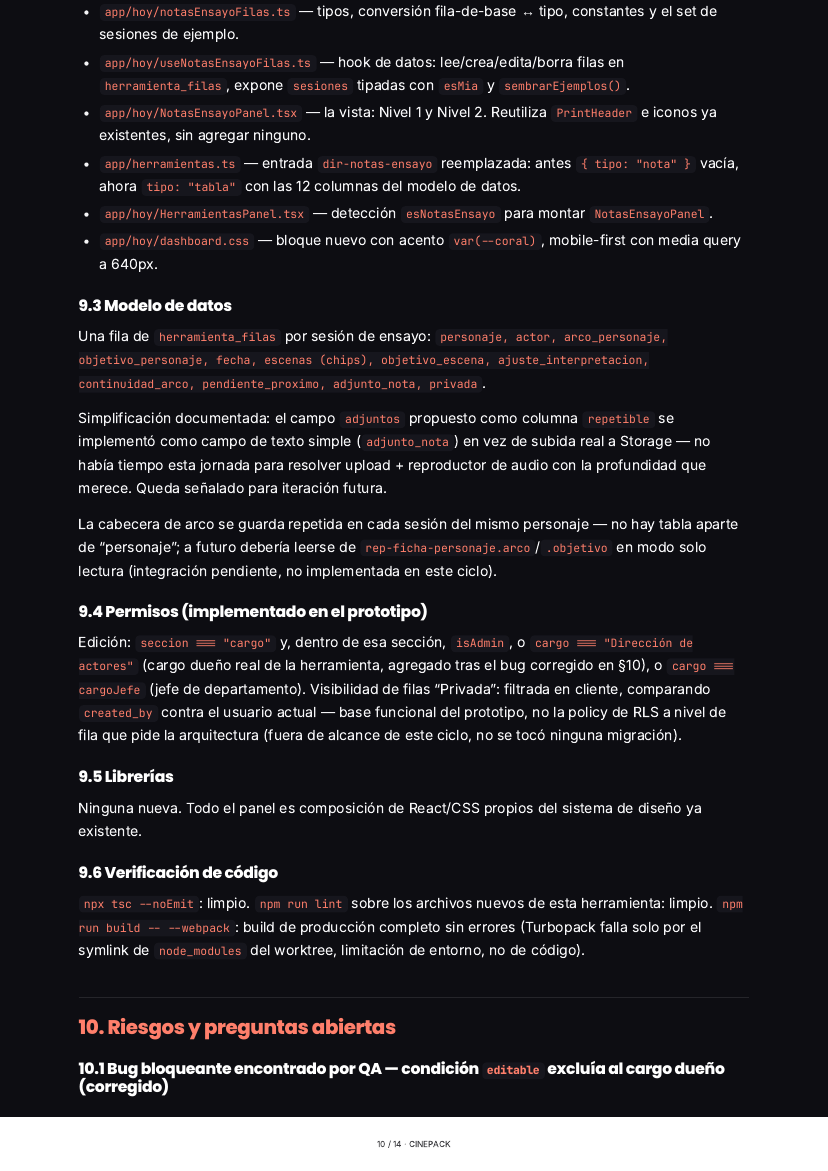 • app/hoy/notasEnsayoFilas.ts — tipos, conversión fila-de-base ↔ tipo, constantes y el set de
sesiones de ejemplo.
• app/hoy/useNotasEnsayoFilas.ts — hook de datos: lee/crea/edita/borra filas en
herramienta_filas, expone sesiones tipadas con esMia y sembrarEjemplos().
• app/hoy/NotasEnsayoPanel.tsx — la vista: Nivel 1 y Nivel 2. Reutiliza PrintHeader e iconos ya
existentes, sin agregar ninguno.
• app/herramientas.ts — entrada dir-notas-ensayo reemplazada: antes { tipo: "nota" } vacía,
ahora tipo: "tabla" con las 12 columnas del modelo de datos.
• app/hoy/HerramientasPanel.tsx — detección esNotasEnsayo para montar NotasEnsayoPanel.
• app/hoy/dashboard.css — bloque nuevo con acento var(--coral), mobile-first con media query
a 640px.
9.3 Modelo de datos
Una fila de herramienta_filas por sesión de ensayo: personaje, actor, arco_personaje,
objetivo_personaje, fecha, escenas (chips), objetivo_escena, ajuste_interpretacion,
continuidad_arco, pendiente_proximo, adjunto_nota, privada.
Simplificación documentada: el campo adjuntos propuesto como columna repetible se
implementó como campo de texto simple (adjunto_nota) en vez de subida real a Storage — no
había tiempo esta jornada para resolver upload + reproductor de audio con la profundidad que
merece. Queda señalado para iteración futura.
La cabecera de arco se guarda repetida en cada sesión del mismo personaje — no hay tabla aparte
de “personaje”; a futuro debería leerse de rep-ficha-personaje.arco / .objetivo en modo solo
lectura (integración pendiente, no implementada en este ciclo).
9.4 Permisos (implementado en el prototipo)
Edición: seccion === "cargo" y, dentro de esa sección, isAdmin, o cargo === "Dirección de
actores" (cargo dueño real de la herramienta, agregado tras el bug corregido en §10), o cargo ===
cargoJefe (jefe de departamento). Visibilidad de filas “Privada”: filtrada en cliente, comparando
created_by contra el usuario actual — base funcional del prototipo, no la policy de RLS a nivel de
fila que pide la arquitectura (fuera de alcance de este ciclo, no se tocó ninguna migración).
9.5 Librerías
Ninguna nueva. Todo el panel es composición de React/CSS propios del sistema de diseño ya
existente.
9.6 Verificación de código
npx tsc --noEmit: limpio. npm run lint sobre los archivos nuevos de esta herramienta: limpio. npm
run build -- --webpack: build de producción completo sin errores (Turbopack falla solo por el
symlink de node_modules del worktree, limitación de entorno, no de código).
10. Riesgos y preguntas abiertas
10.1 Bug bloqueante encontrado por QA — condición editable excluía al cargo dueño
(corregido)
10 / 14 · CINEPACK